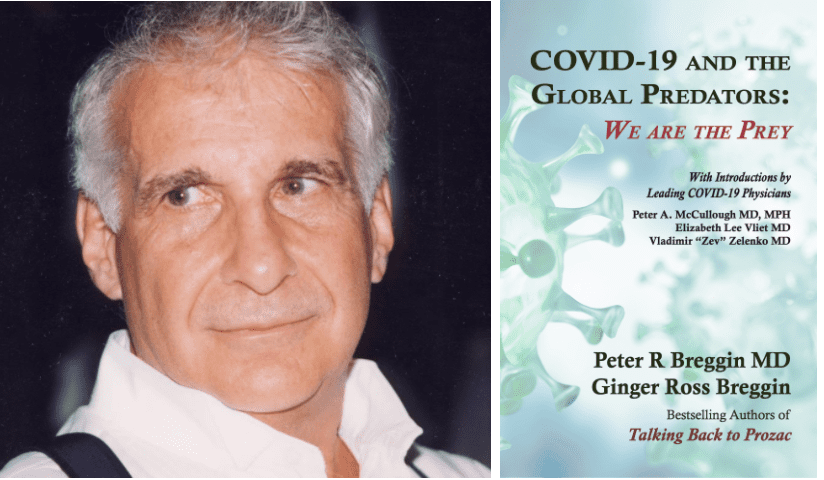 COVID-19 AND THE
GLOBAL PREDATORS:
WE ARE THE PREY
With Introductions by
Leading COVID-19 Physicians
Peter A. McCullough MD, MPH
Elizabeth Lee Vliet MD
Vladimir “Zev” Zelenko MD
Peter R Breggin MD
Ginger Ross Breggin
Bestselling Authors of
Talking Back to Prozac